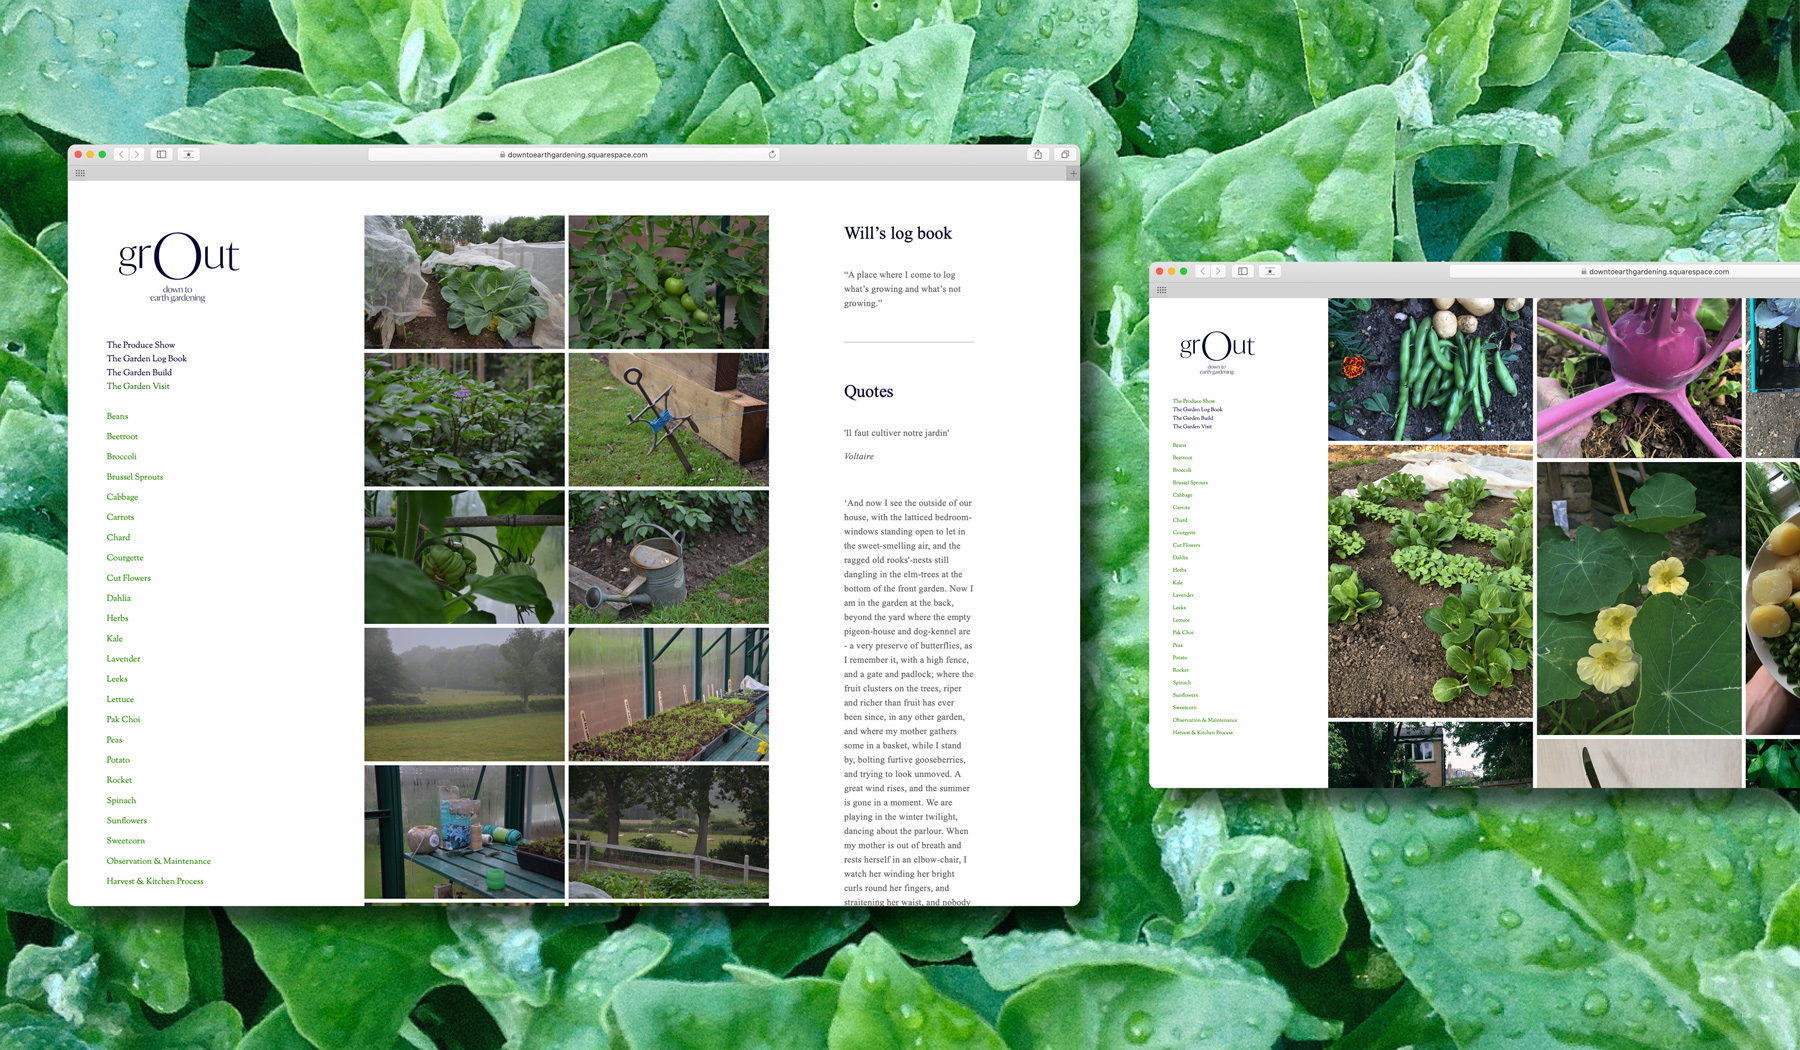 downtoearthgardening.squarespace.com
grOut
down to
earth gardening
The Produce Show
The Garden Log Book
The Garden Build
The Garden Visit
Beans
Beetroot
Broccoli
Brussel Sprouts
Cabbage
Carrots
Chard
Courgette
Cut Flowers
Dahlia
Herbs
Kale
Lavender
Leeks
Lettuce
Pak Choi
Peas
Potato
Rocket
Spinach
Sunflowers
Sweetcorn
Observation & Maintenance
Harvest & Kitchen Process
Will’s log book
“A place where I come to log
what’s growing and what’s not
growing.”
Quotes
'Il faut cultiver notre jardin'
Voltaire
‘And now I see the outside of our
house, with the latticed bedroom-
windows standing open to let in
the sweet-smelling air, and the
ragged old rooks’-nests still
dangling in the elm-trees at the
bottom of the front garden. Now I
am in the garden at the back,
beyond the yard where the empty
pigeon-house and dog-kennel are
- a very preserve of butterflies, as
I remember it, with a high fence,
and a gate and padlock; where the
fruit clusters on the trees, riper
and richer than fruit has ever
been since, in any other garden,
and where my mother gathers
some in a basket, while I stand
by, bolting furtive gooseberries,
and trying to look unmoved. A
great wind rises, and the summer
is gone in a moment. We are
playing in the winter twilight,
dancing about the parlour. When
my mother is out of breath and
rests herself in an elbow-chair, I
watch her winding her bright
curls round her fingers, and
straitening her waist, and nobody
downtoearthgardening.squarespace.com
grOut
down to
earth gardening
The Produce Show
The Garden Log Book
The Garden Build
The Garden Visit
Beans
Beetroot
Broccoli
Brussel Sprouts
Cabbage
Carrots
Chard
Courgette
Cut Flowers
Dahlia
Herbs
Kale
Lavender
Leeks
Lettuce
Pak Choi
Peas
Potato
Rocket
Spinach
Sunflowers
Sweetcorn
Observation & Maintenance
Harvest & Kitchen Process